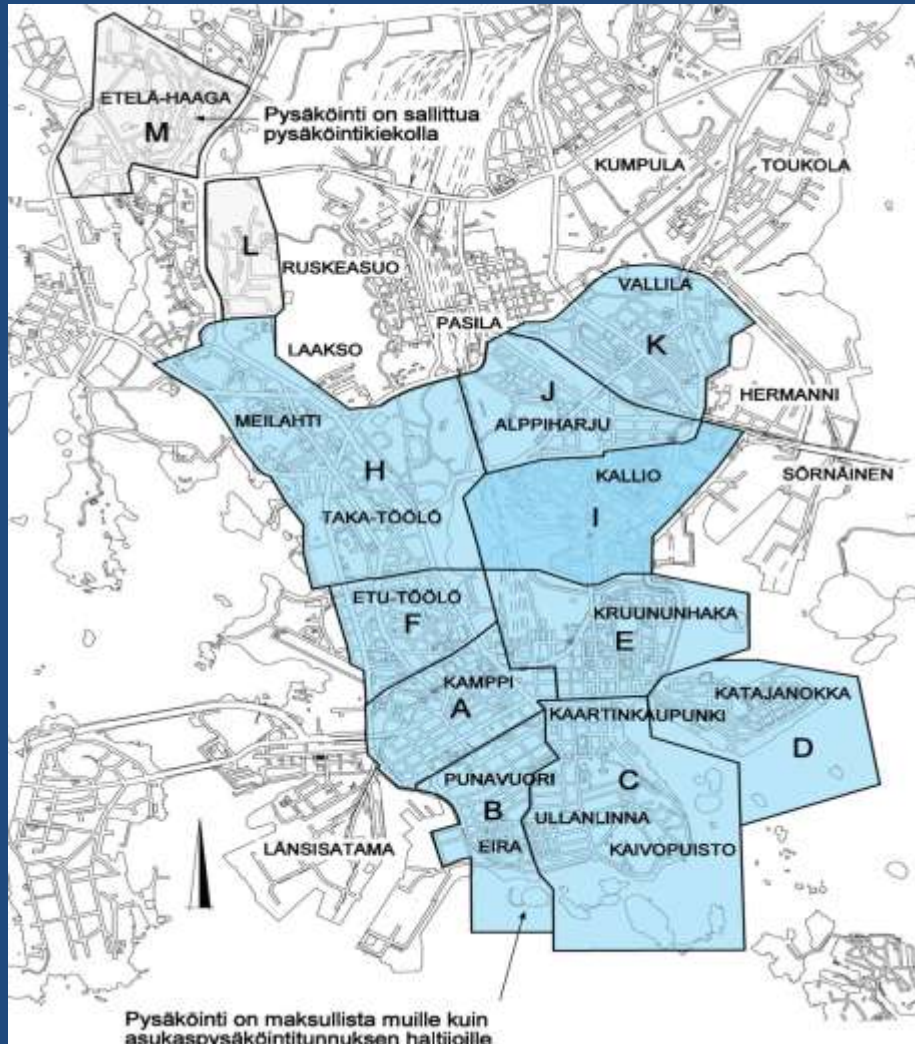 ETELÄ-HAAGA
M
Pysäköinti on sallittua
pysäköintikiekolla
KUMPULA
TOUKOLA
L
RUSKEASUO
VALLILA
PASILA
K
LAAKSO
J
HERMANNI
MEILAHTI
ALPPIHARJU
H
KALLIO
SÖRNÄINEN
TAKA-TÖÖLÖ
I
ETU-TÖÖLÖ
F
KRUUNUNHAKA
E
KAMPPI
A
KATAJANOKKA
KAARTINKAUPUNKI
D
PUNAVUORI
C
B
ULLANLINNA
EIRA
LÄNSISATAMA
KAIVOPUISTO
Pysäköinti on maksullista muille kuin
asukaspysäköintitunnuksen haltijoille